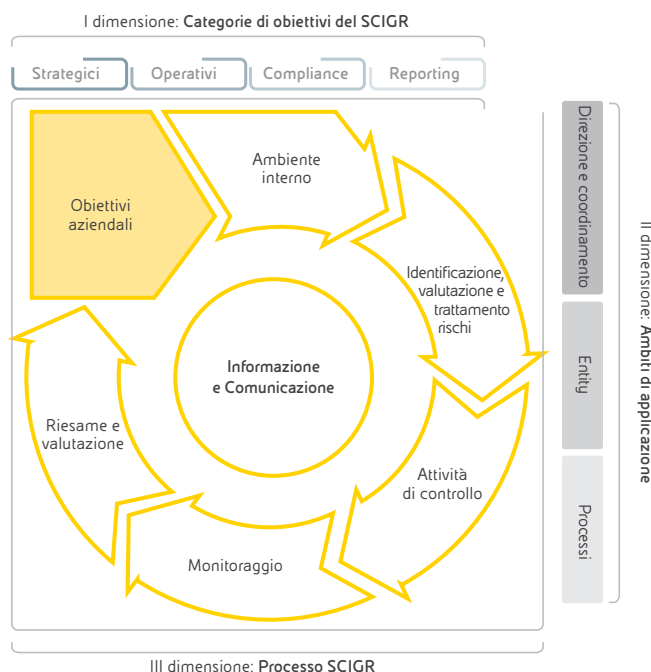 I dimensione: Categorie di obiettivi del SCIGR
Strategici
Operativi
Compliance
Reporting
Obiettivi
aziendali
Ambiente
interno
Identificazione,
valutazione e
trattamento
rischi
Informazione
e Comunicazione
Riesame e
valutazione
Attività
di controllo
Monitoraggio
Direzione e coordinamento
Entity
Processi
II dimensione: Ambiti di applicazione
III dimensione: Processo SCIGR